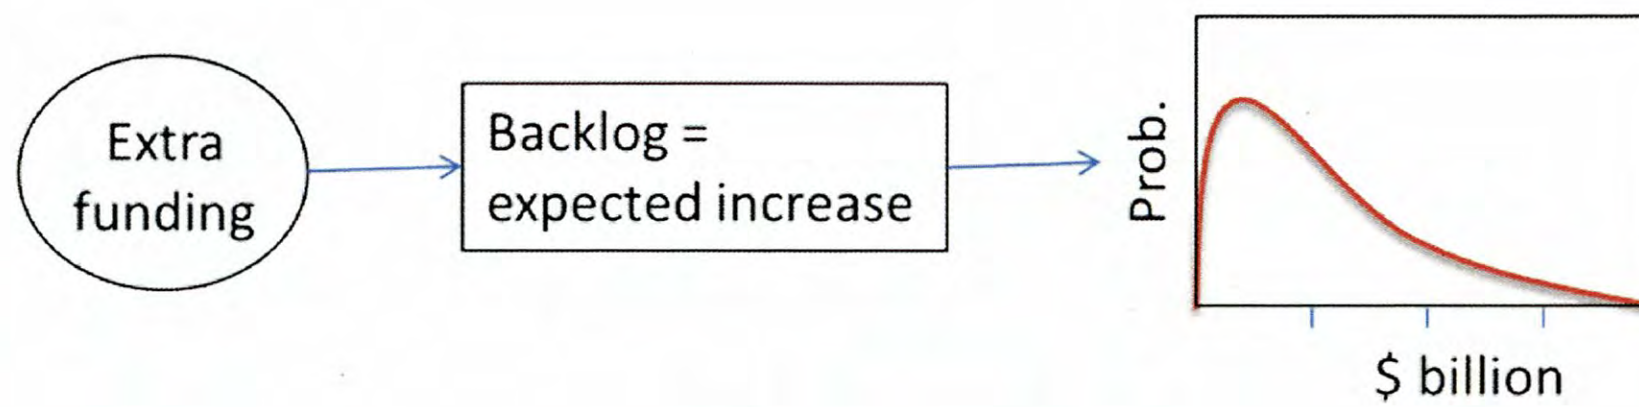 Extra
funding
Backlog =
expected increase
Prob.
$ billion